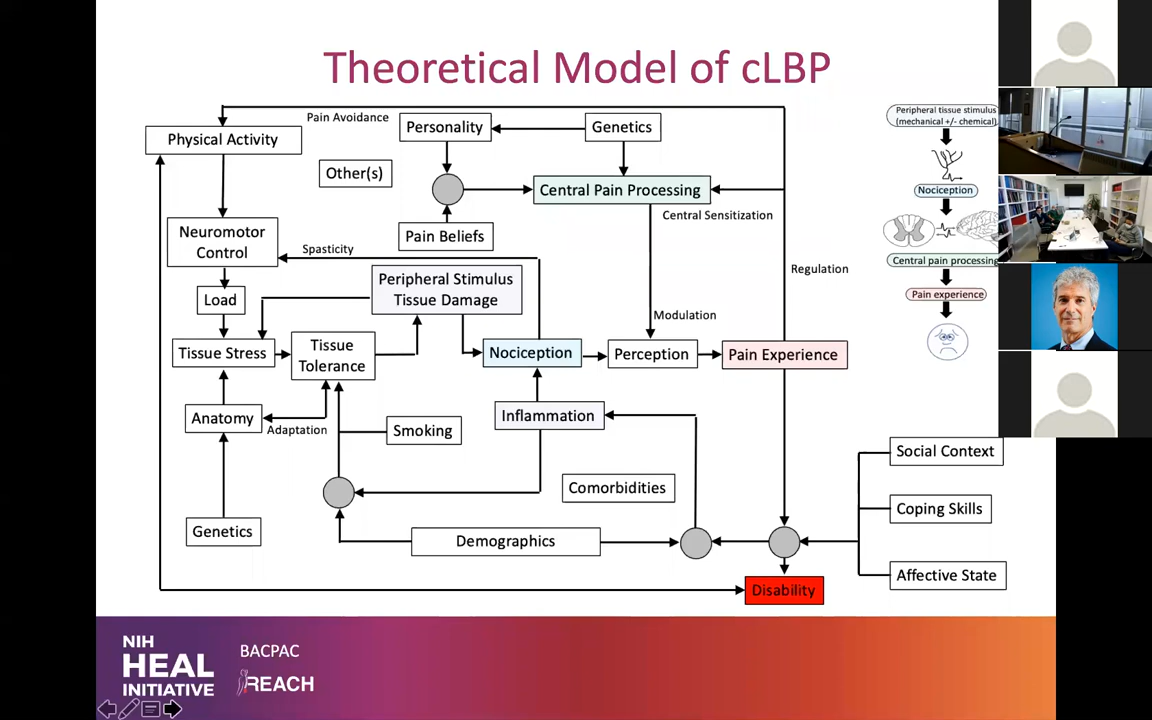 Theoretical Model of cLBP
Pain Avoidance
Physical Activity
Personality
Genetics
Other(s)
Central Pain Processing
Central Sensitization
Pain Beliefs
Neuromotor
Control
Spasticity
Regulation
Peripheral Stimulus
Tissue Damage
Load
Modulation
Tissue Stress
Tissue
Tolerance
Nociception
Perception
Pain Experience
Anatomy
Adaptation
Smoking
Inflammation
Comorbidities
Genetics
Demographics
Disability
Social Context
Coping Skills
Affective State
Peripheral tissue stimulus
(mechanical +/- chemical)
Nociception
Central pain processing
Pain experience
NIH
HEAL
INITIATIVE
BACPAC
REACH